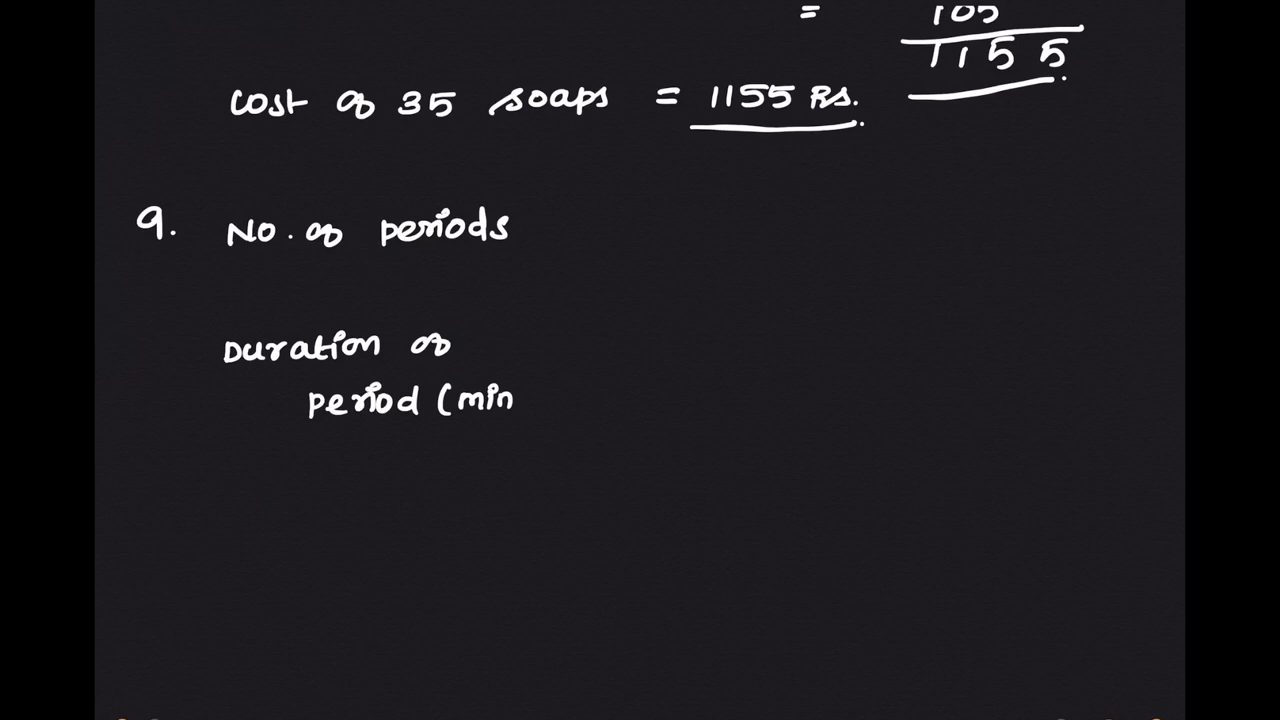 = 105
1155.
cost of 35 soaps = 1155 Rs.
9. No. of periods
Duration of
period (min